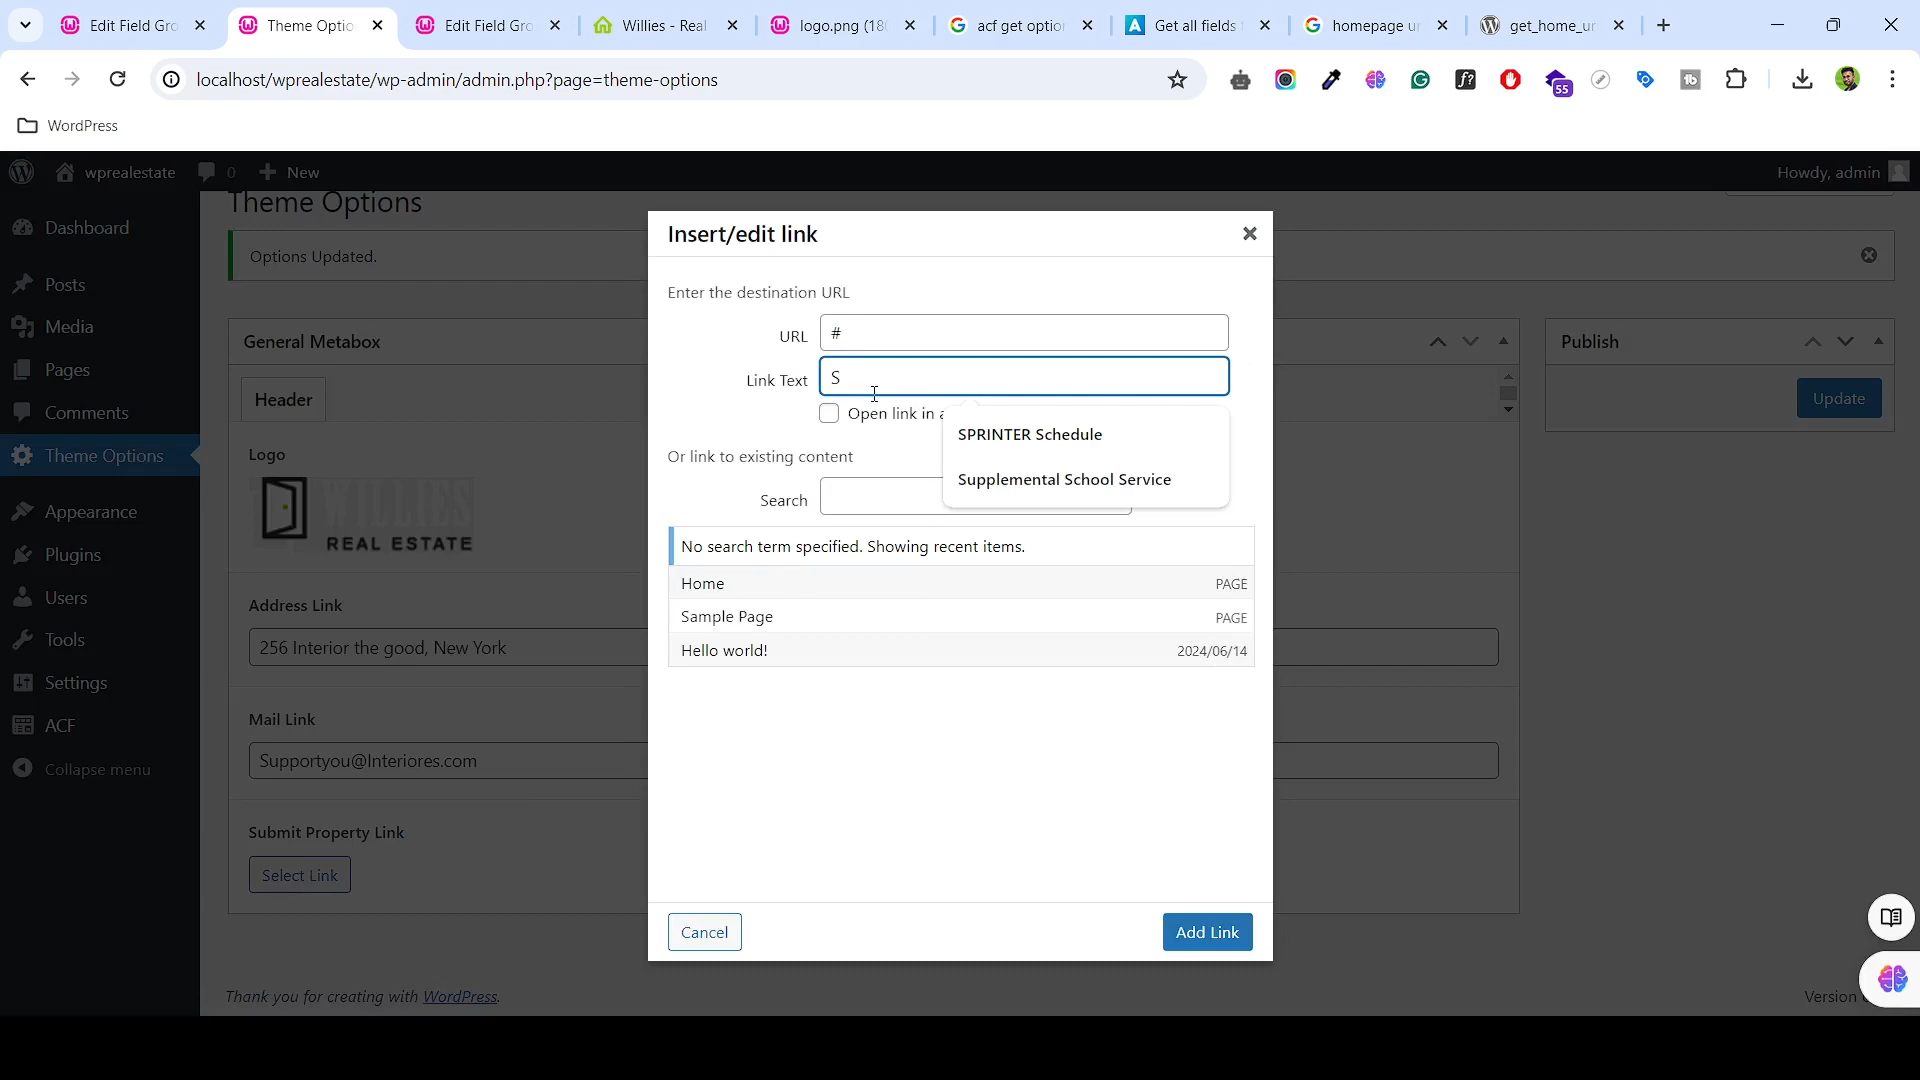 Edit Field Gro
Theme Optio
Edit Field Gro
Willies - Real
logo.png (180
acf get option
Get all fields
homepage ur
get_home_ur
localhost/wprealestate/wp-admin/admin.php?page=theme-options
55
WordPress
wprealestate
0
New
Howdy, admin
Dashboard
Posts
Media
Pages
Comments
Theme Options
Appearance
Plugins
Users
Tools
Settings
ACF
Collapse menu
Theme Options
Options Updated.
General Metabox
Header
Logo
WILLIES
REAL ESTATE
Address Link
256 Interior the good, New York
Mail Link
Supportyou@Interiores.com
Submit Property Link
Select Link
Thank you for creating with WordPress.
Version
Publish
Update
Insert/edit link
Enter the destination URL
URL #
Link Text S
Open link in a
SPRINTER Schedule
Supplemental School Service
Or link to existing content
Search
No search term specified. Showing recent items.
Home PAGE
Sample Page PAGE
Hello world! 2024/06/14
Cancel
Add Link